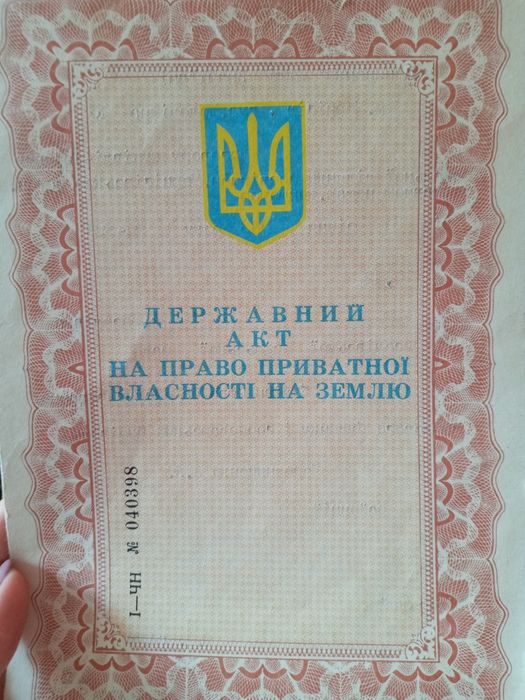 ДЕРЖАВНИЙ
АКТ
НА ПРАВО ПРИВАТНОЇ
ВЛАСНОСТІ НА ЗЕМЛЮ
І—ЧН № 040398